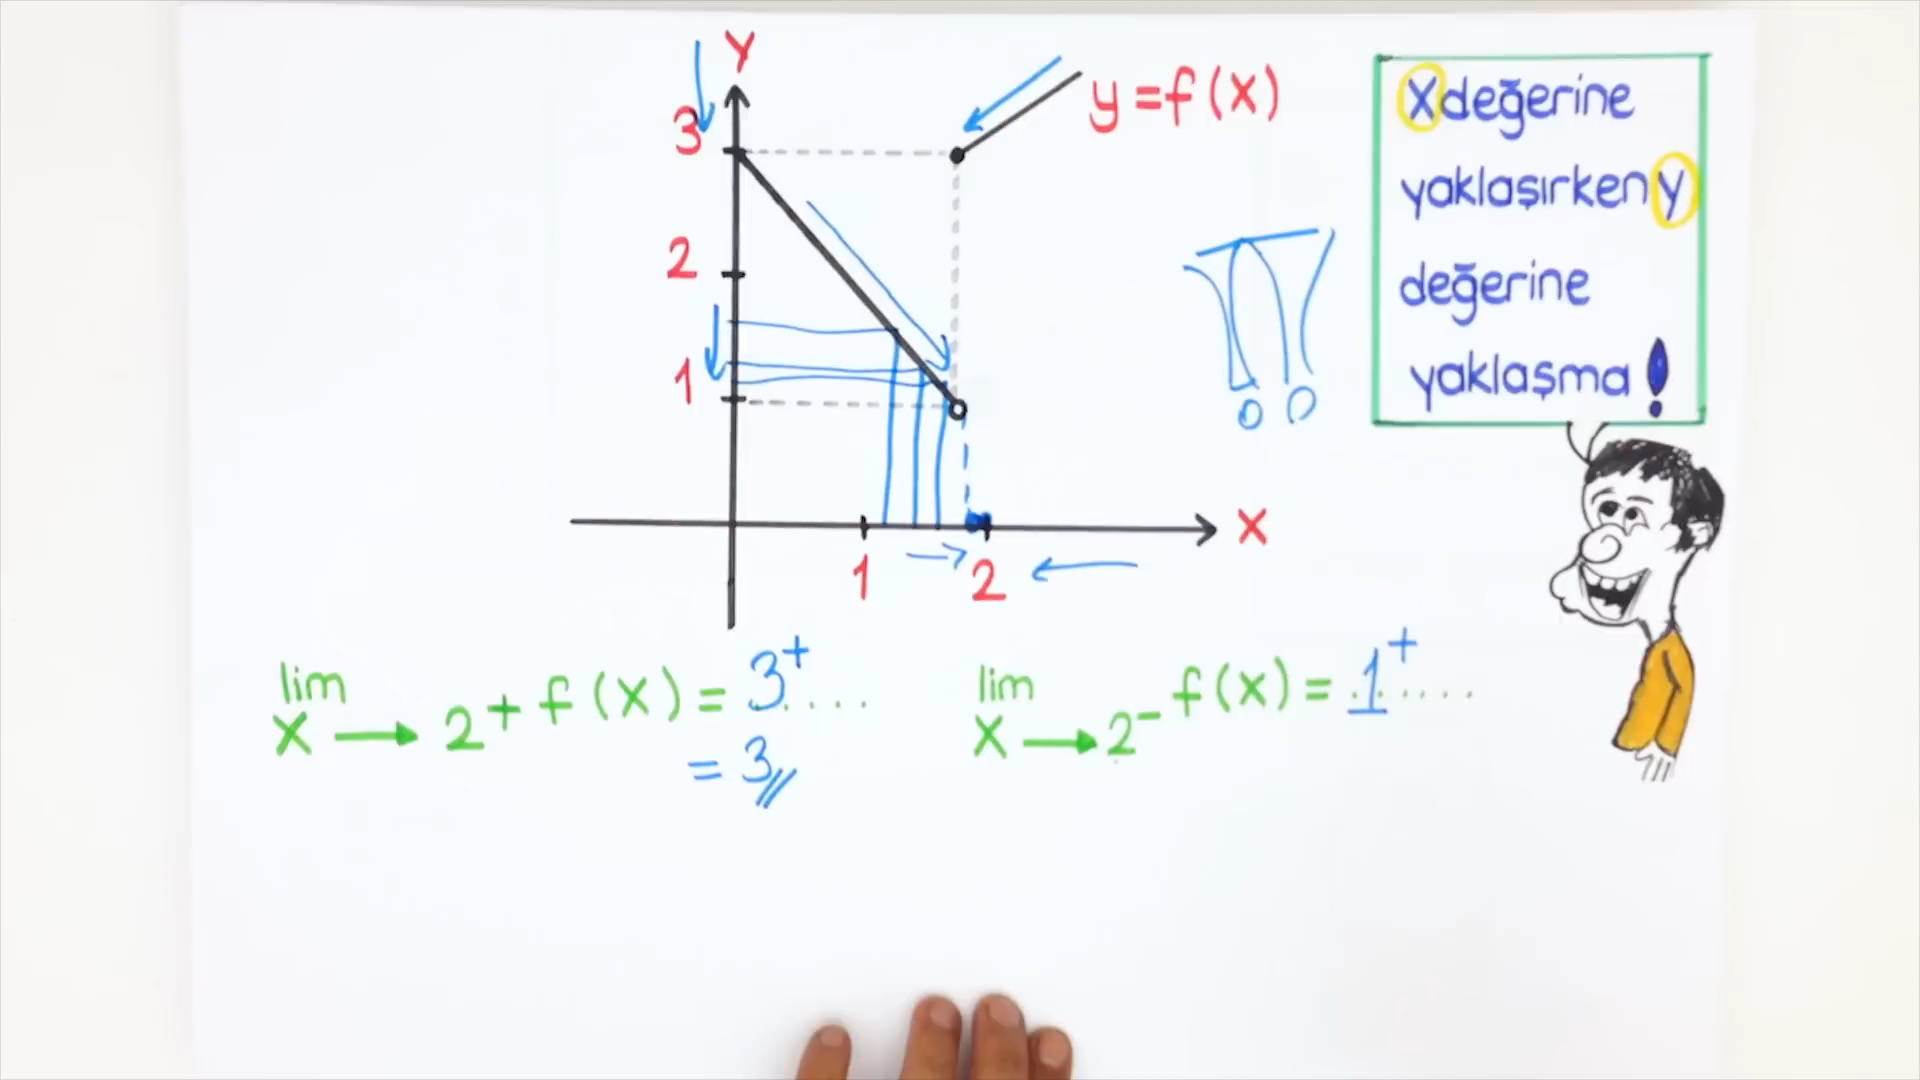 Y
3
2
1
1
2
X
y = f(x)
X değerine
yaklaşırken y
değerine
yaklaşma !
lim f(x) = 3⁺ ....
x → 2⁺
= 3
lim f(x) = 1⁺ .....
x → 2⁻